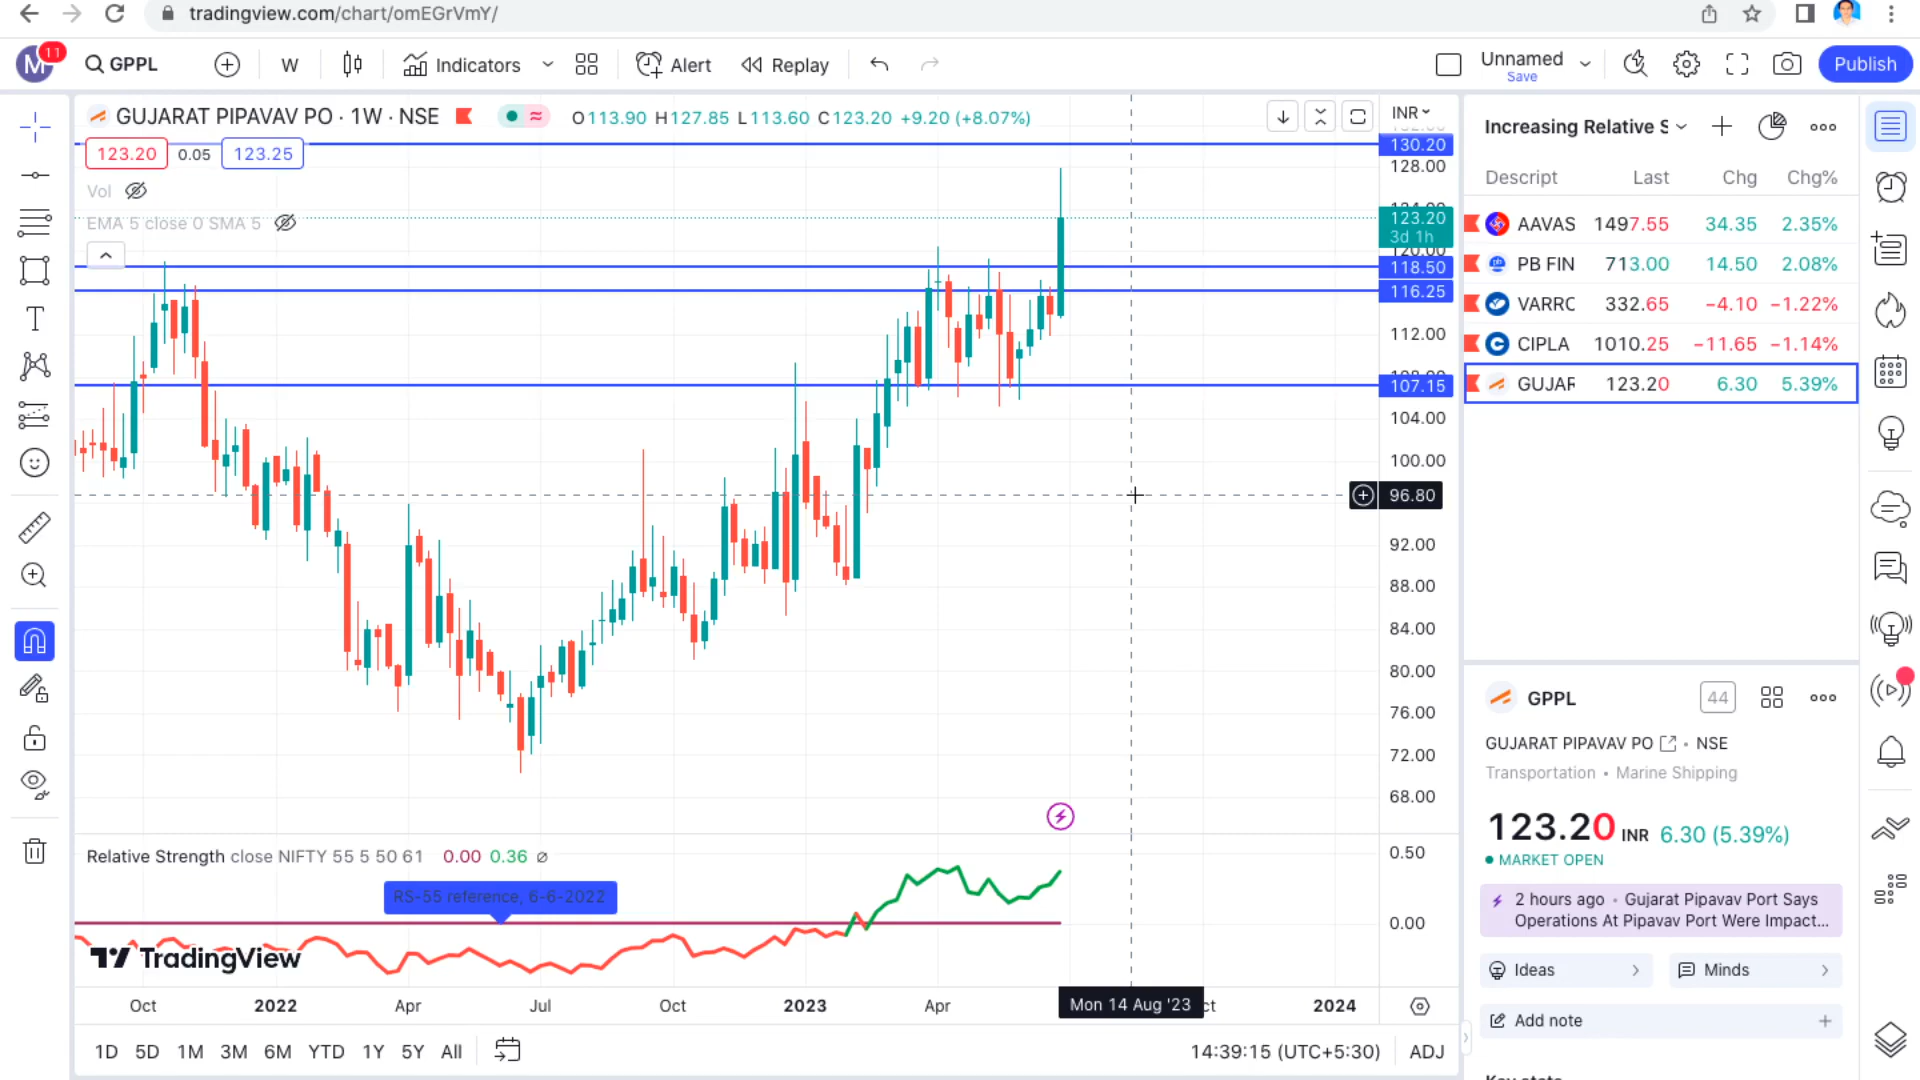 tradingview.com/chart/omEGrVmY/
M 11 GPPL W Indicators Alert Replay Unnamed Save Publish
GUJARAT PIPAVAV PO · 1W · NSE O113.90 H127.85 L113.60 C123.20 +9.20 (+8.07%)
INR
123.20 0.05 123.25
Vol
EMA 5 close 0 SMA 5
130.20
128.00
123.20
3d 1h
120.00
118.50
116.25
112.00
107.15
104.00
100.00
96.80
92.00
88.00
84.00
80.00
76.00
72.00
68.00
Relative Strength close NIFTY 55 5 50 61 0.00 0.36 ∅
RS-55 reference, 6-6-2022
0.50
0.00
TradingView
Oct 2022 Apr Jul Oct 2023 Apr Mon 14 Aug '23 ct 2024
1D 5D 1M 3M 6M YTD 1Y 5Y All 14:39:15 (UTC+5:30) ADJ
Increasing Relative S
Descript Last Chg Chg%
AAVAS 1497.55 34.35 2.35%
pb PB FIN 713.00 14.50 2.08%
VARRC 332.65 −4.10 −1.22%
CIPLA 1010.25 −11.65 −1.14%
GUJAF 123.20 6.30 5.39%
GPPL 44
GUJARAT PIPAVAV PO • NSE
Transportation • Marine Shipping
123.20 INR 6.30 (5.39%)
MARKET OPEN
2 hours ago • Gujarat Pipavav Port Says
Operations At Pipavav Port Were Impact...
Ideas
Minds
Add note